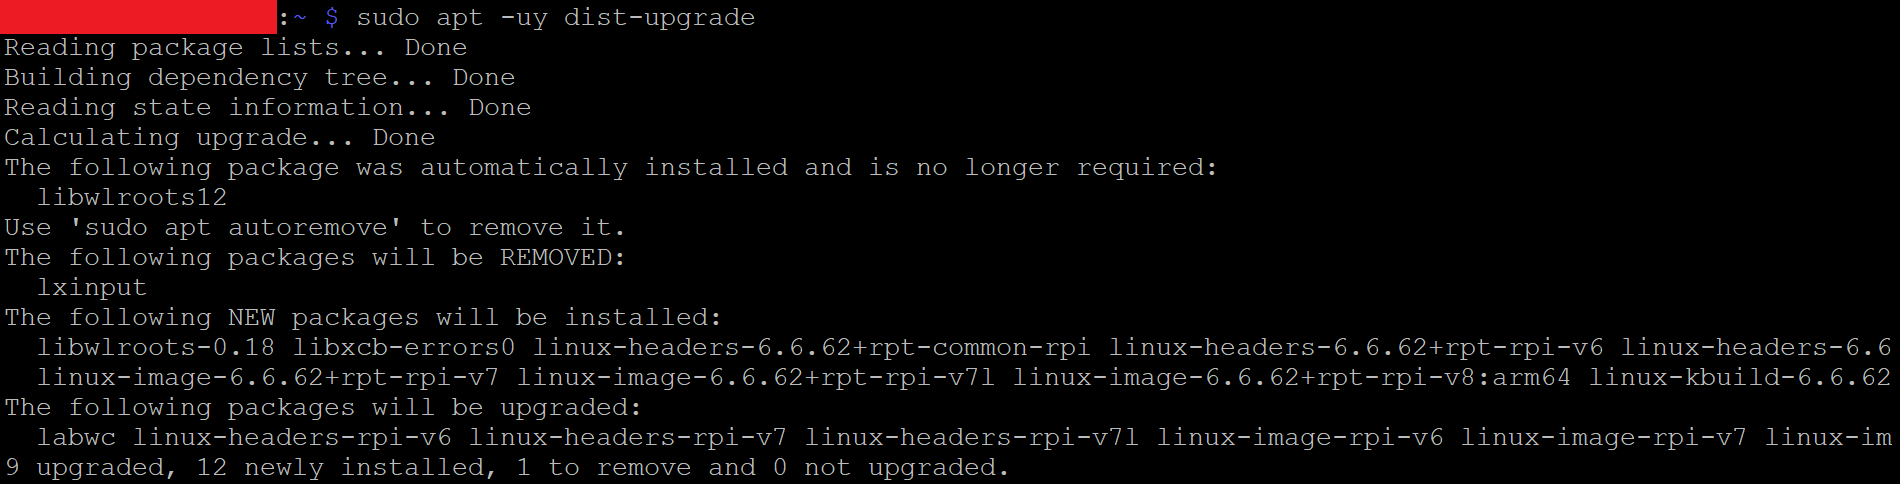 :~ $ sudo apt -uy dist-upgrade
Reading package lists... Done
Building dependency tree... Done
Reading state information... Done
Calculating upgrade... Done
The following package was automatically installed and is no longer required:
  libwlroots12
Use 'sudo apt autoremove' to remove it.
The following packages will be REMOVED:
  lxinput
The following NEW packages will be installed:
  libwlroots-0.18 libxcb-errors0 linux-headers-6.6.62+rpt-common-rpi linux-headers-6.6.62+rpt-rpi-v6 linux-headers-6.6
  linux-image-6.6.62+rpt-rpi-v7 linux-image-6.6.62+rpt-rpi-v7l linux-image-6.6.62+rpt-rpi-v8:arm64 linux-kbuild-6.6.62
The following packages will be upgraded:
  labwc linux-headers-rpi-v6 linux-headers-rpi-v7 linux-headers-rpi-v7l linux-image-rpi-v6 linux-image-rpi-v7 linux-im
9 upgraded, 12 newly installed, 1 to remove and 0 not upgraded.